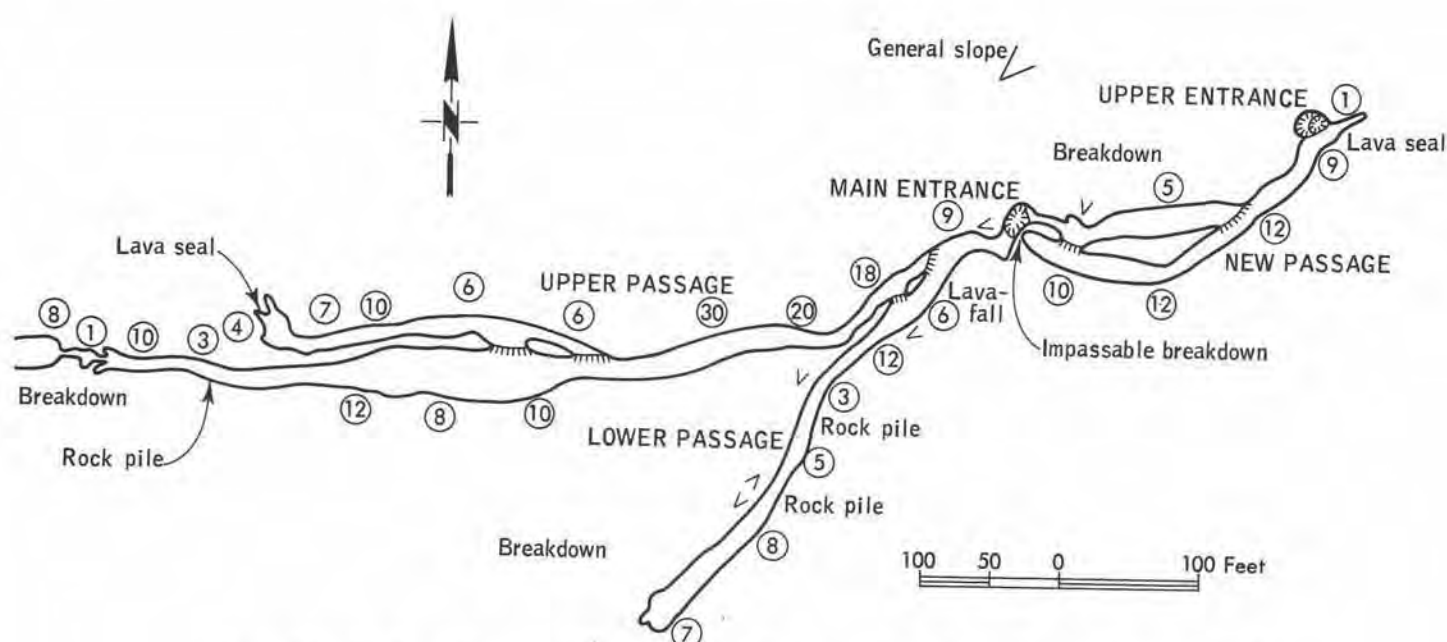 General slope
UPPER ENTRANCE
1
Lava seal
Breakdown
9
MAIN ENTRANCE
5
9
12
NEW PASSAGE
Lava seal
18
10
12
UPPER PASSAGE
Lava-
fall
6
7
10
6
6
30
20
Impassable breakdown
8
1
10
3
4
12
Breakdown
12
8
10
3
Rock pile
LOWER PASSAGE
Rock pile
5
Rock pile
Breakdown
8
7
100 50 0 100 Feet
N